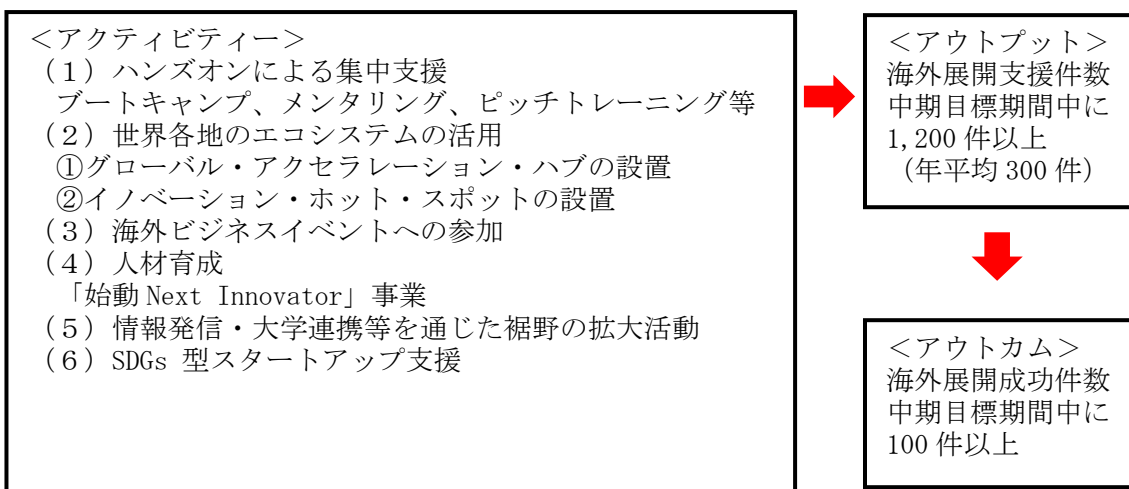 ＜アクティビティー＞
（１）ハンズオンによる集中支援
ブートキャンプ、メンタリング、ピッチトレーニング等
（２）世界各地のエコシステムの活用
①グローバル・アクセラレーション・ハブの設置
②イノベーション・ホット・スポットの設置
（３）海外ビジネスイベントへの参加
（４）人材育成
「始動 Next Innovator」事業
（５）情報発信・大学連携等を通じた裾野の拡大活動
（６）SDGs 型スタートアップ支援
＜アウトプット＞
海外展開支援件数
中期目標期間中に
1,200 件以上
（年平均 300 件）
＜アウトカム＞
海外展開成功件数
中期目標期間中に
100 件以上